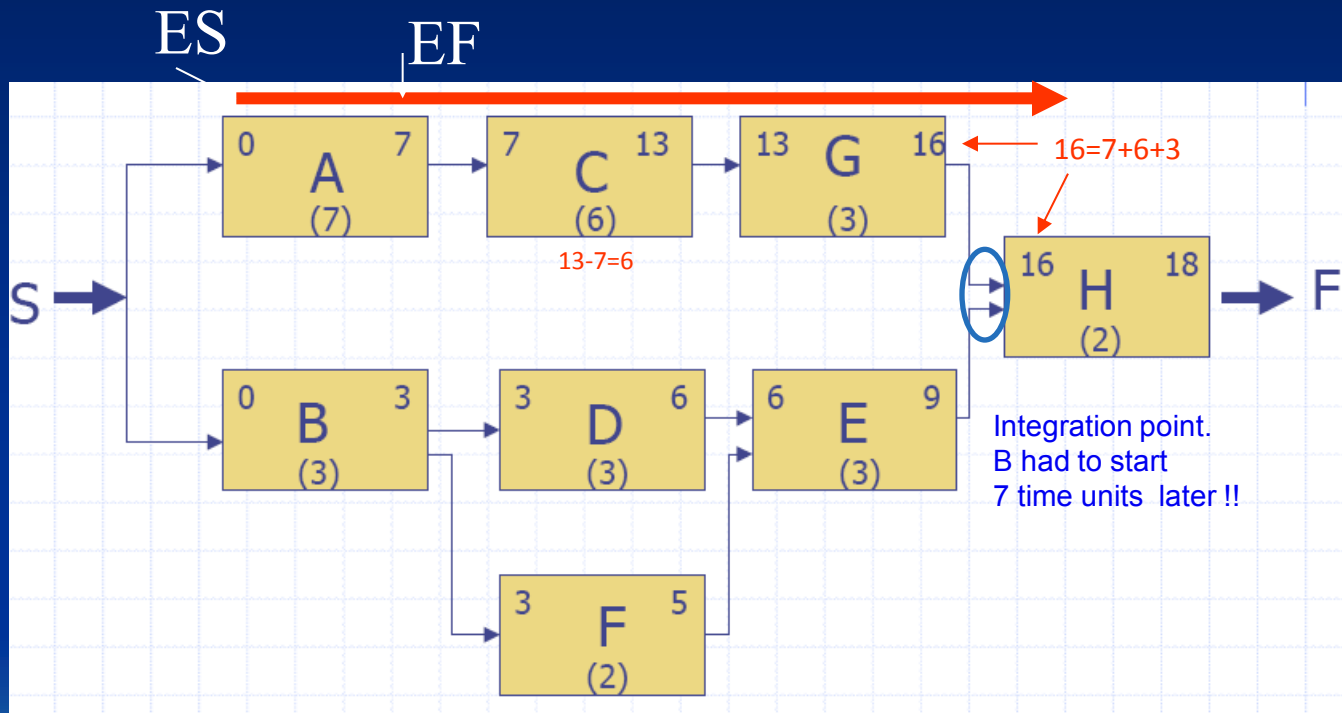 ES
EF
0 7
A
(7)
7 13
C
(6)
13-7=6
13 16
G
(3)
16=7+6+3
S
16 18
H
(2)
F
0 3
B
(3)
3 6
D
(3)
6 9
E
(3)
Integration point.
B had to start
7 time units later !!
3 5
F
(2)